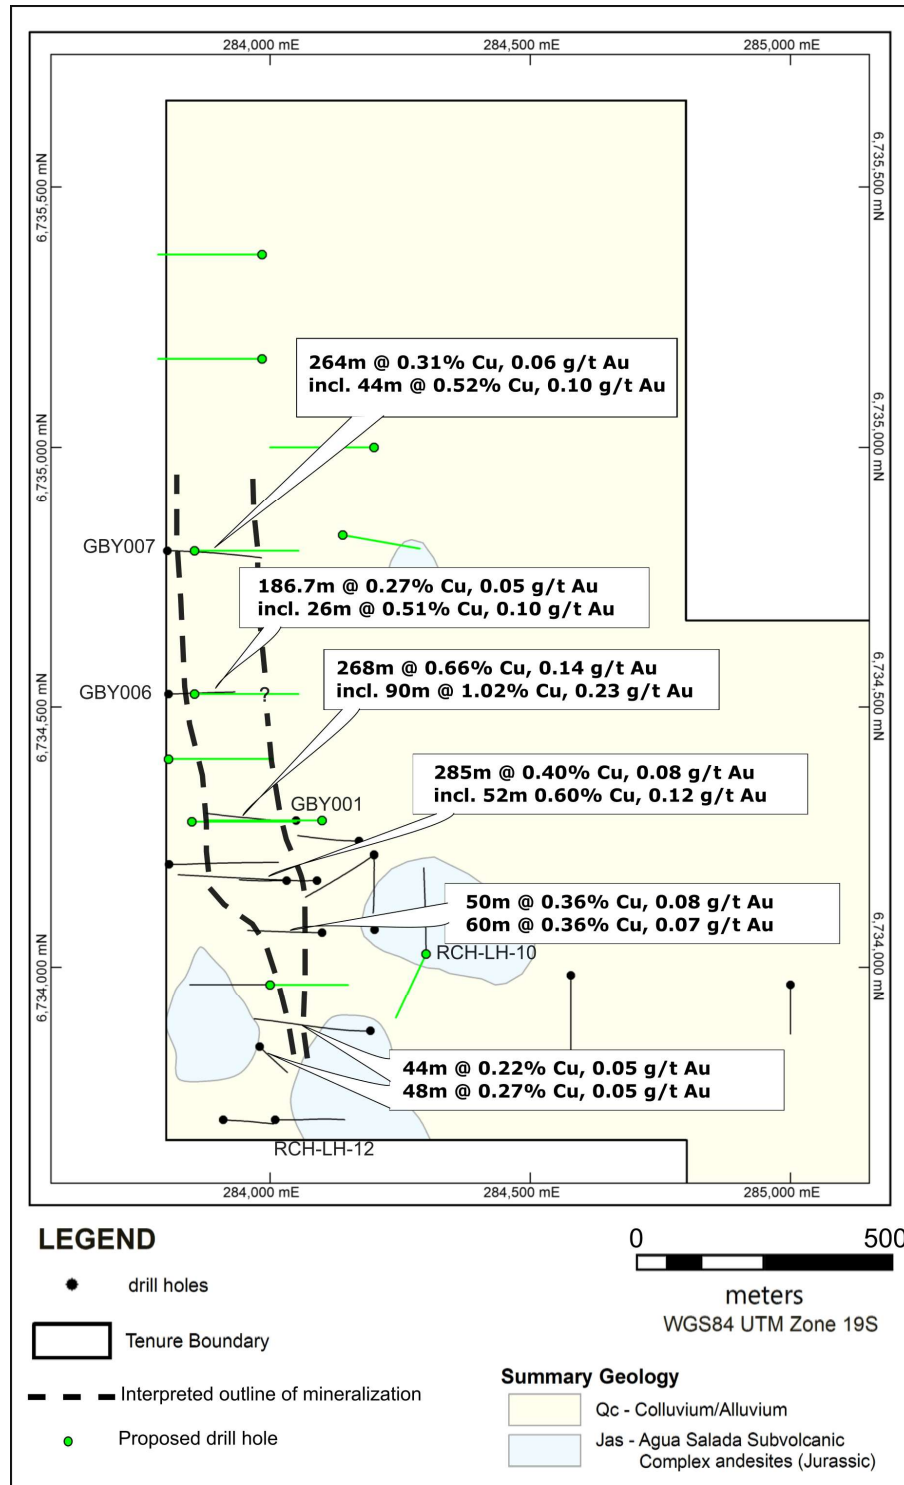 284,000 mE
284,500 mE
285,000 mE
6,735,500 mN
6,735,500 mN
264m @ 0.31% Cu, 0.06 g/t Au
incl. 44m @ 0.52% Cu, 0.10 g/t Au
6,735,000 mN
6,735,000 mN
GBY007
186.7m @ 0.27% Cu, 0.05 g/t Au
incl. 26m @ 0.51% Cu, 0.10 g/t Au
268m @ 0.66% Cu, 0.14 g/t Au
incl. 90m @ 1.02% Cu, 0.23 g/t Au
GBY006
?
6,734,500 mN
6,734,500 mN
285m @ 0.40% Cu, 0.08 g/t Au
incl. 52m 0.60% Cu, 0.12 g/t Au
GBY001
50m @ 0.36% Cu, 0.08 g/t Au
60m @ 0.36% Cu, 0.07 g/t Au
RCH-LH-10
6,734,000 mN
6,734,000 mN
44m @ 0.22% Cu, 0.05 g/t Au
48m @ 0.27% Cu, 0.05 g/t Au
RCH-LH-12
284,000 mE
284,500 mE
285,000 mE
LEGEND
drill holes
Tenure Boundary
Interpreted outline of mineralization
Proposed drill hole
0
500
meters
WGS84 UTM Zone 19S
Summary Geology
Qc - Colluvium/Alluvium
Jas - Agua Salada Subvolcanic
Complex andesites (Jurassic)